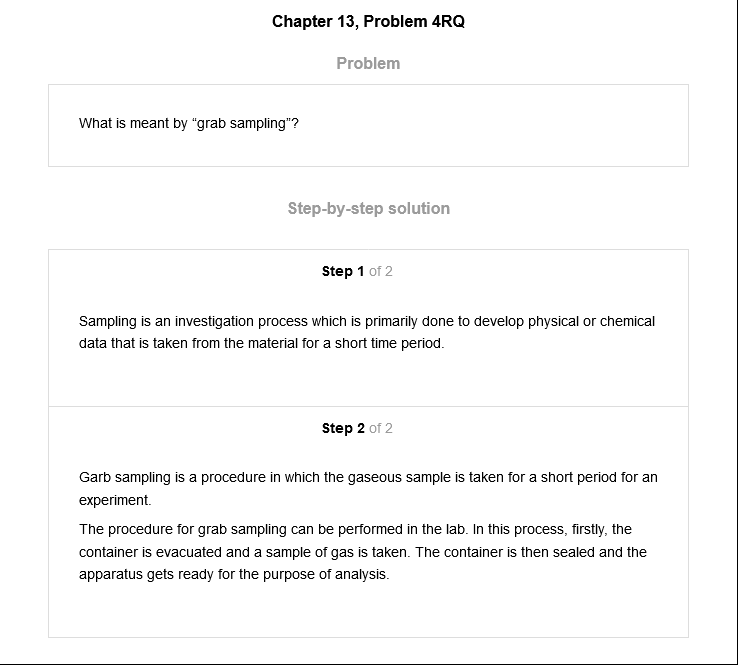 Chapter 13, Problem 4RQ
Problem
What is meant by “grab sampling”?
Step-by-step solution
Step 1 of 2
Sampling is an investigation process which is primarily done to develop physical or chemical
data that is taken from the material for a short time period.
Step 2 of 2
Garb sampling is a procedure in which the gaseous sample is taken for a short period for an
experiment.
The procedure for grab sampling can be performed in the lab. In this process, firstly, the
container is evacuated and a sample of gas is taken. The container is then sealed and the
apparatus gets ready for the purpose of analysis.